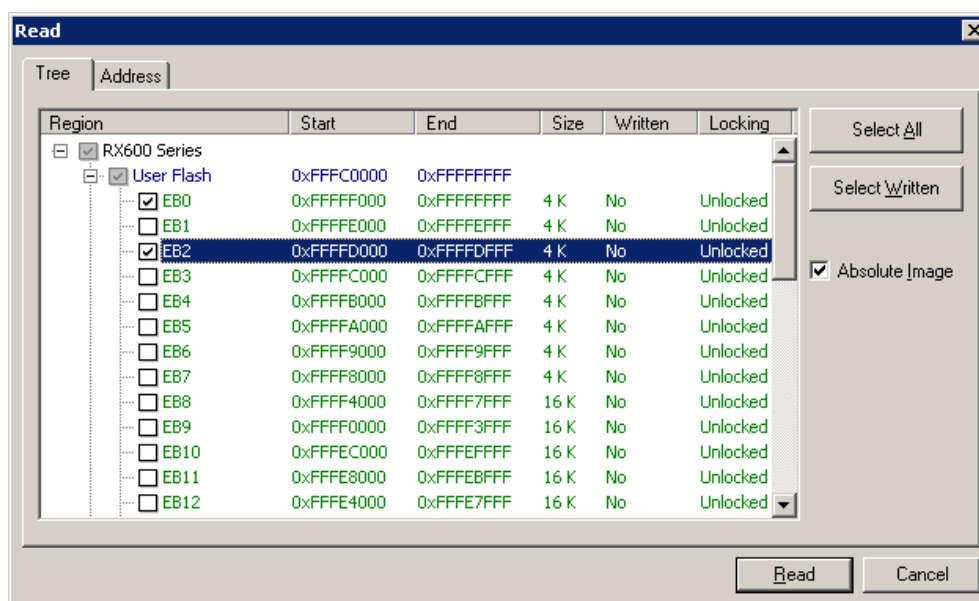 Read
Tree Address
Region Start End Size Written Locking
RX600 Series
User Flash 0xFFFC0000 0xFFFFFFFF
EB0 0xFFFFF000 0xFFFFFFFF 4 K No Unlocked
EB1 0xFFFFE000 0xFFFFEFFF 4 K No Unlocked
EB2 0xFFFFD000 0xFFFFDFFF 4 K No Unlocked
EB3 0xFFFFC000 0xFFFFCFFF 4 K No Unlocked
EB4 0xFFFFB000 0xFFFFBFFF 4 K No Unlocked
EB5 0xFFFFA000 0xFFFFAFFF 4 K No Unlocked
EB6 0xFFFF9000 0xFFFF9FFF 4 K No Unlocked
EB7 0xFFFF8000 0xFFFF8FFF 4 K No Unlocked
EB8 0xFFFF4000 0xFFFF7FFF 16 K No Unlocked
EB9 0xFFFF0000 0xFFFF3FFF 16 K No Unlocked
EB10 0xFFFEC000 0xFFFEFFFF 16 K No Unlocked
EB11 0xFFFE8000 0xFFFEBFFF 16 K No Unlocked
EB12 0xFFFE4000 0xFFFE7FFF 16 K No Unlocked
Select All
Select Written
Absolute Image
Read Cancel